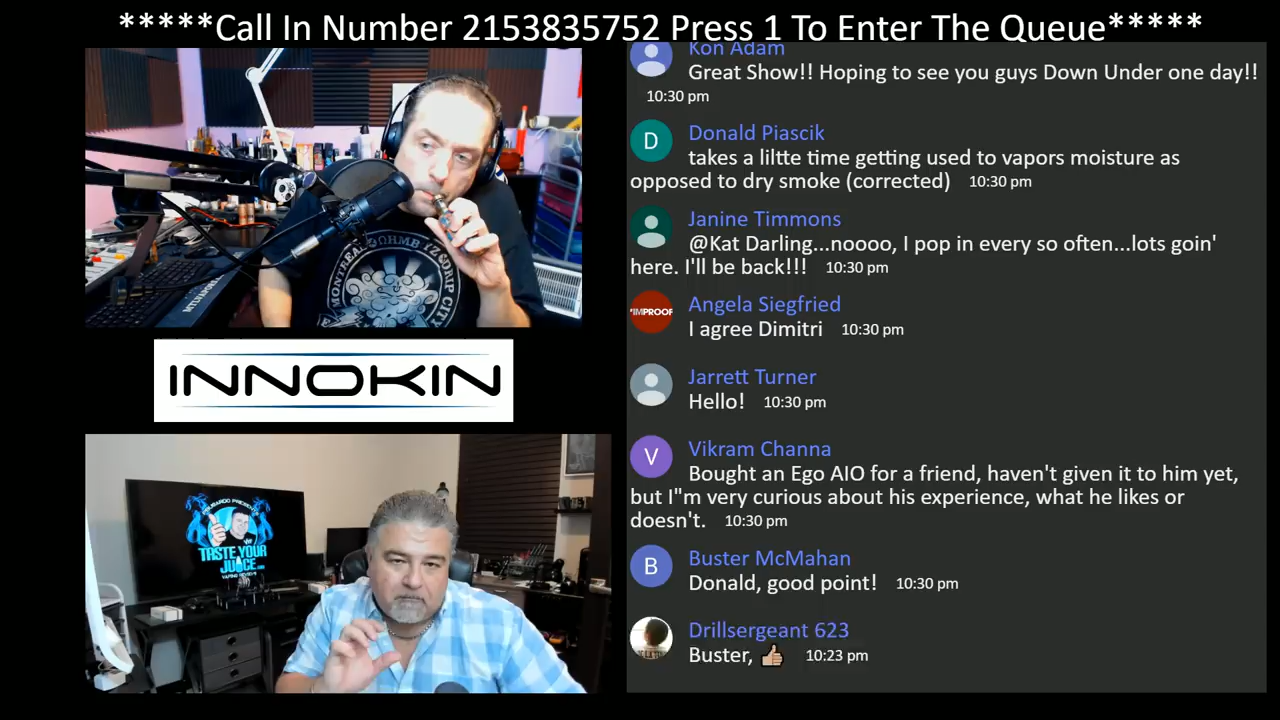 *****Call In Number 2153835752 Press 1 To Enter The Queue*****
Kon Adam
Great Show!! Hoping to see you guys Down Under one day!!
10:30 pm
D
Donald Piascik
takes a liltte time getting used to vapors moisture as
opposed to dry smoke (corrected) 10:30 pm
Janine Timmons
@Kat Darling...noooo, I pop in every so often...lots goin'
here. I'll be back!!! 10:30 pm
Angela Siegfried
I agree Dimitri 10:30 pm
Jarrett Turner
Hello! 10:30 pm
V
Vikram Channa
Bought an Ego AIO for a friend, haven't given it to him yet,
but I"m very curious about his experience, what he likes or
doesn't. 10:30 pm
B
Buster McMahan
Donald, good point! 10:30 pm
Drillsergeant 623
Buster, 👍🏼 10:23 pm
MONTREAL
DRIP CITY
INNOKIN
TASTE YOUR
JUICE